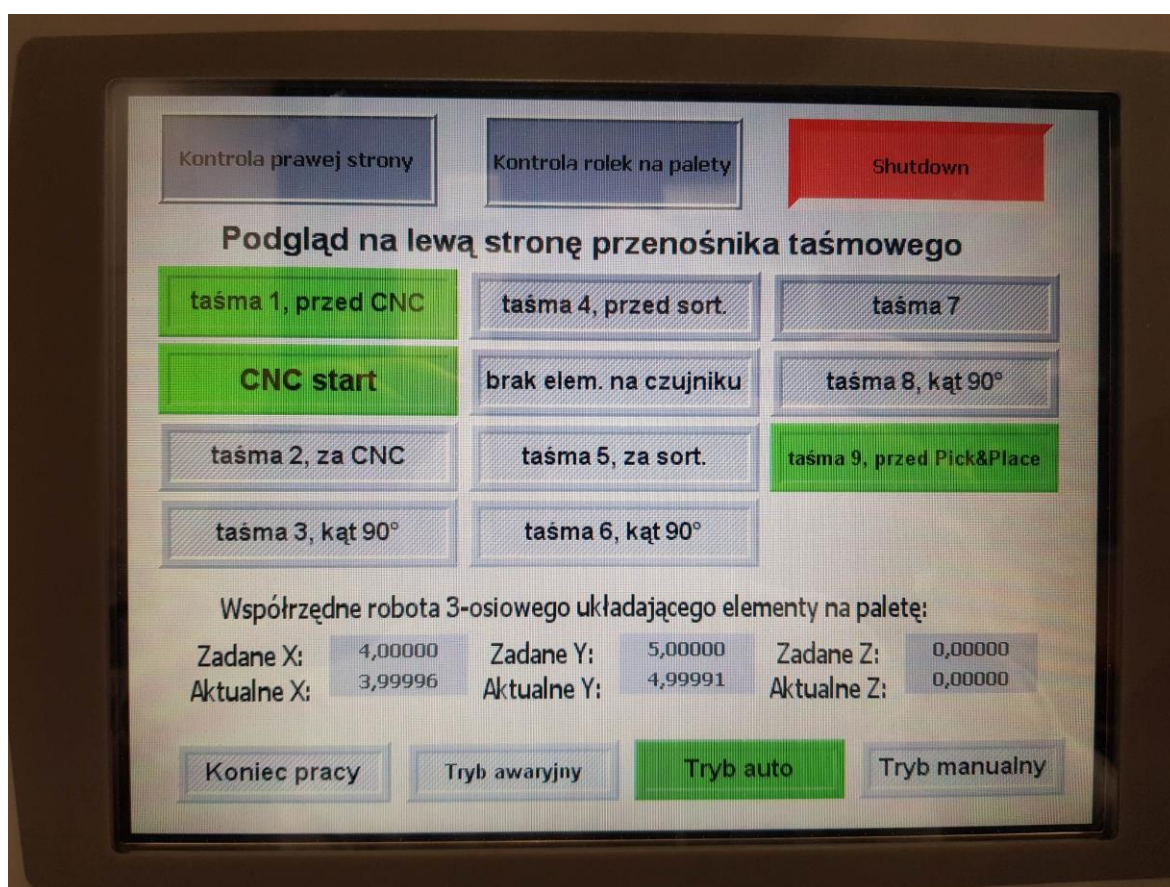 Kontrola prawej strony
Kontrola rolek na palety
Shutdown
Podgląd na lewą stronę przenośnika taśmowego
taśma 1, przed CNC
taśma 4, przed sort.
taśma 7
CNC start
brak elem. na czujniku
taśma 8, kąt 90°
taśma 2, za CNC
taśma 5, za sort.
taśma 9, przed Pick&Place
taśma 3, kąt 90°
taśma 6, kąt 90°
Współrzędne robota 3-osiowego układającego elementy na paletę:
Zadane X: 4,00000 Zadane Y: 5,00000 Zadane Z: 0,00000
Aktualne X: 3,99996 Aktualne Y: 4,99991 Aktualne Z: 0,00000
Koniec pracy
Tryb awaryjny
Tryb auto
Tryb manualny